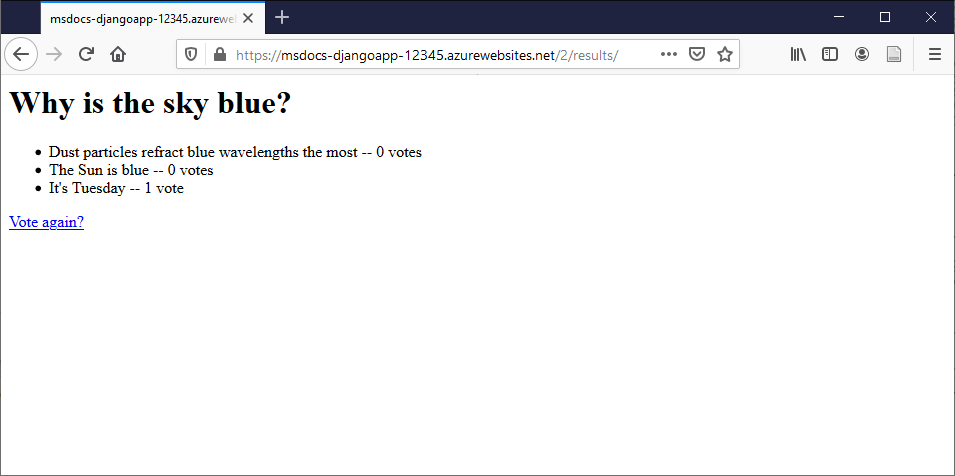 msdocs-djangoapp-12345.azurewel
https://msdocs-djangoapp-12345.azurewebsites.net/2/results/
Why is the sky blue?
Dust particles refract blue wavelengths the most -- 0 votes
The Sun is blue -- 0 votes
It's Tuesday -- 1 vote
Vote again?